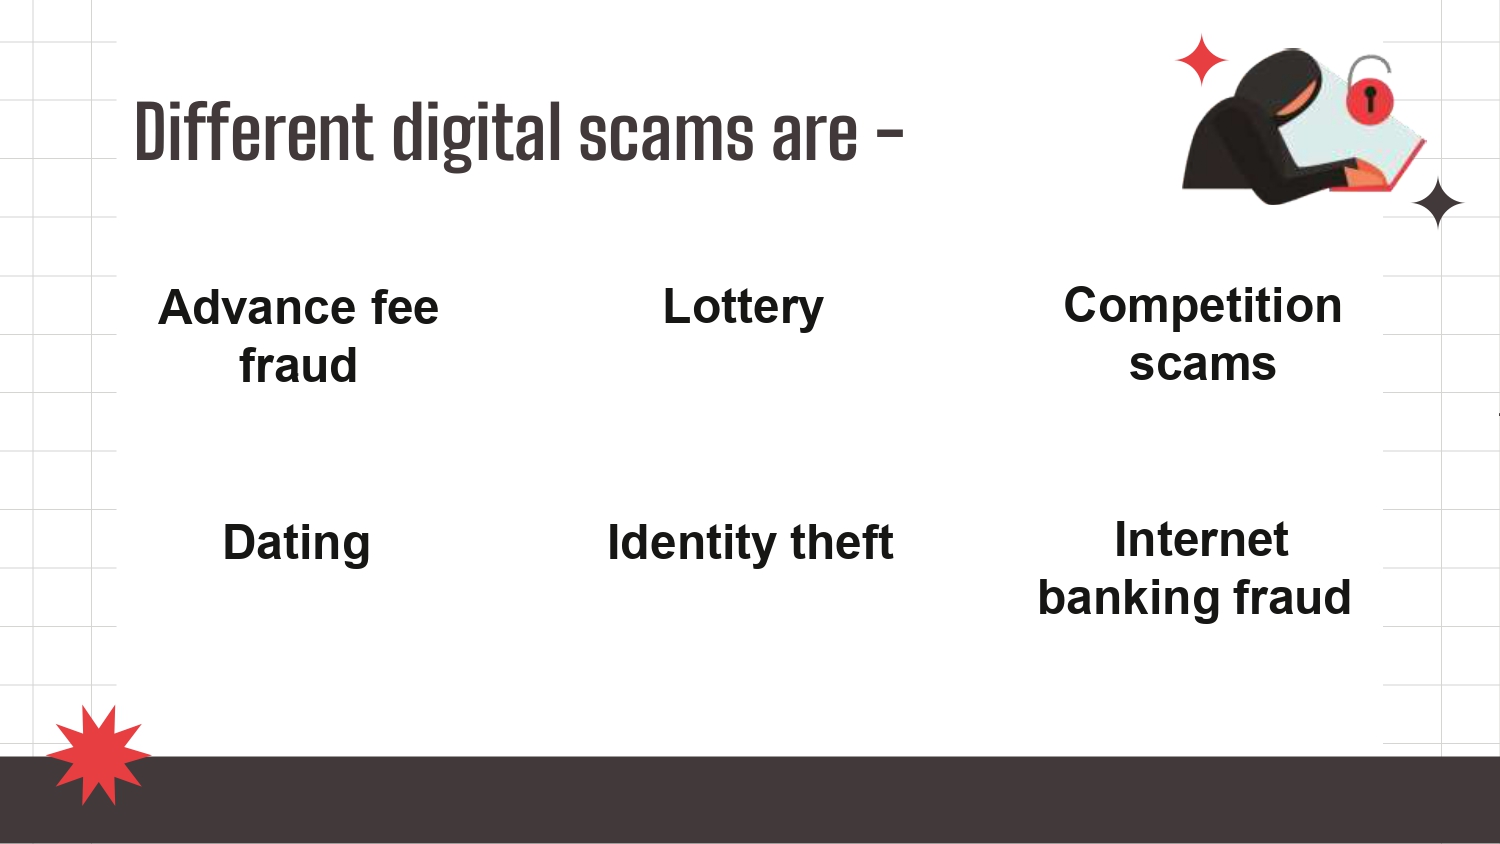 Different digital scams are -
Advance fee
fraud
Lottery
Competition
scams
Dating
Identity theft
Internet
banking fraud